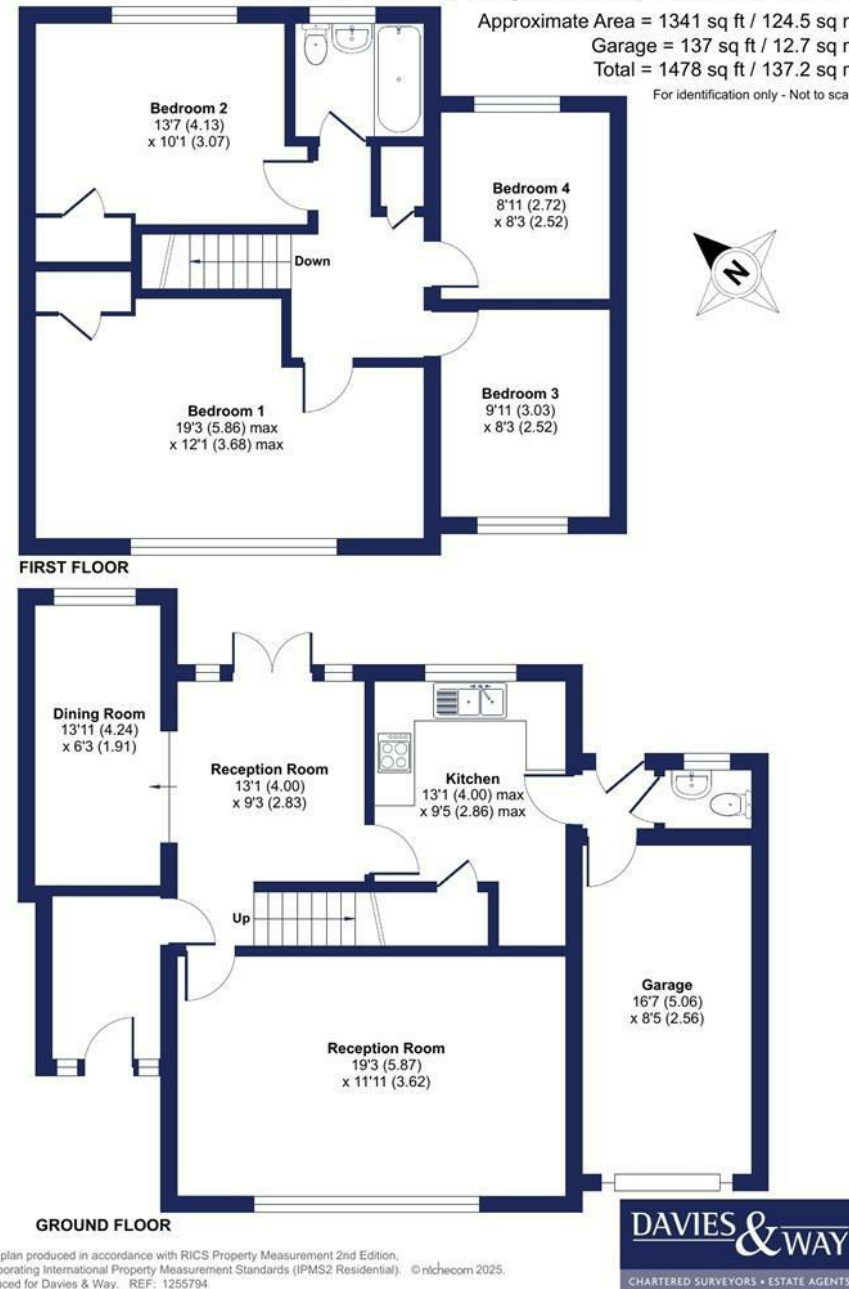 Approximate Area = 1341 sq ft / 124.5 sq m
Garage = 137 sq ft / 12.7 sq m
Total = 1478 sq ft / 137.2 sq m
For identification only - Not to sca
Bedroom 2
13'7 (4.13)
x 10'1 (3.07)
Bedroom 4
8'11 (2.72)
x 8'3 (2.52)
Down
N
Bedroom 3
9'11 (3.03)
x 8'3 (2.52)
Bedroom 1
19'3 (5.86) max
x 12'1 (3.68) max
FIRST FLOOR
Dining Room
13'11 (4.24)
x 6'3 (1.91)
Reception Room
13'1 (4.00)
x 9'3 (2.83)
Kitchen
13'1 (4.00) max
x 9'5 (2.86) max
Up
Garage
16'7 (5.06)
x 8'5 (2.56)
Reception Room
19'3 (5.87)
x 11'11 (3.62)
GROUND FLOOR
plan produced in accordance with RICS Property Measurement 2nd Edition,
porating International Property Measurement Standards (IPMS2 Residential). © nichecom 2025.
uced for Davies & Way. REF: 1255794
DAVIES & WAY
CHARTERED SURVEYORS • ESTATE AGENTS